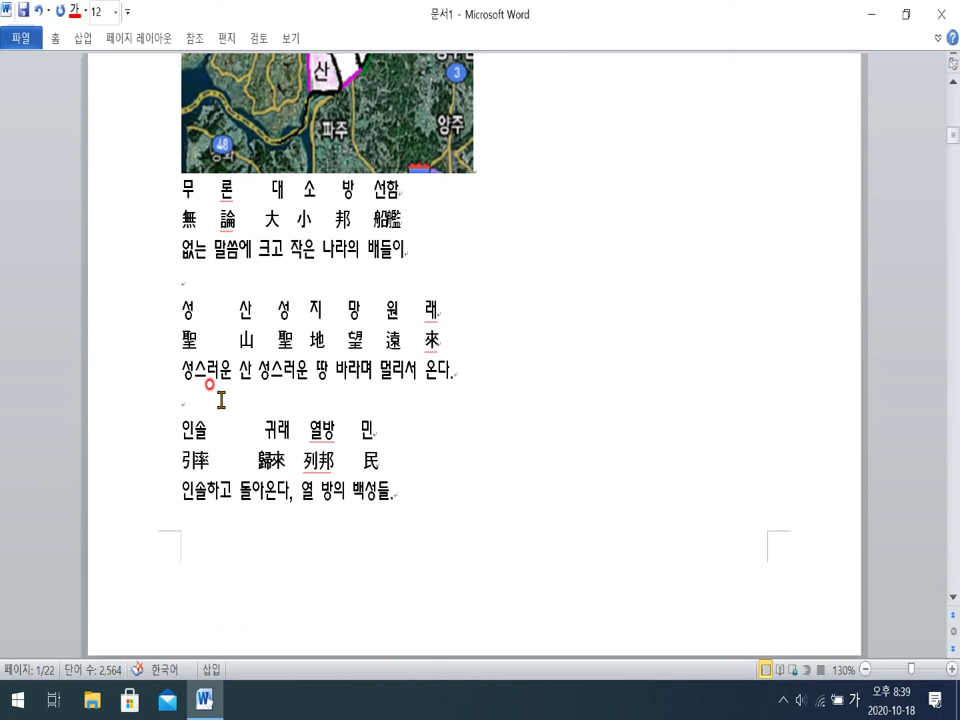 가 12 문서1 - Microsoft Word
파일 홈 삽입 페이지 레이아웃 참조 편지 검토 보기
산 3
파주 양주
48
무 론 대 소 방 선함
無 論 大 小 邦 船艦
없는 말씀에 크고 작은 나라의 배들이
성 산 성 지 망 원 래
聖 山 聖 地 望 遠 來
성스러운 산 성스러운 땅 바라며 멀리서 온다.
인솔 귀래 열방 민
引率 歸來 列邦 民
인솔하고 돌아온다, 열 방의 백성들.
페이지: 1/22 단어 수: 2,564 한국어 삽입 130%
가 오후 8:39
2020-10-18